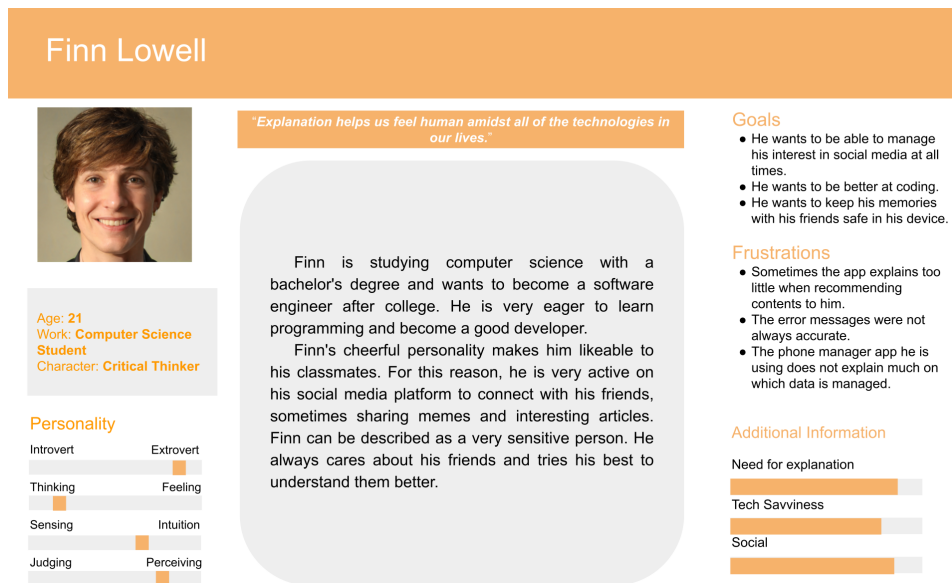 Finn Lowell
"Explanation helps us feel human amidst all of the technologies in
our lives."
Age: 21
Work: Computer Science
Student
Character: Critical Thinker
Personality
Introvert Extrovert
Thinking Feeling
Sensing Intuition
Judging Perceiving
Finn is studying computer science with a
bachelor's degree and wants to become a software
engineer after college. He is very eager to learn
programming and become a good developer.
Finn's cheerful personality makes him likeable to
his classmates. For this reason, he is very active on
his social media platform to connect with his friends,
sometimes sharing memes and interesting articles.
Finn can be described as a very sensitive person. He
always cares about his friends and tries his best to
understand them better.
Goals
● He wants to be able to manage
his interest in social media at all
times.
● He wants to be better at coding.
● He wants to keep his memories
with his friends safe in his device.
Frustrations
● Sometimes the app explains too
little when recommending
contents to him.
● The error messages were not
always accurate.
● The phone manager app he is
using does not explain much on
which data is managed.
Additional Information
Need for explanation
Tech Savviness
Social